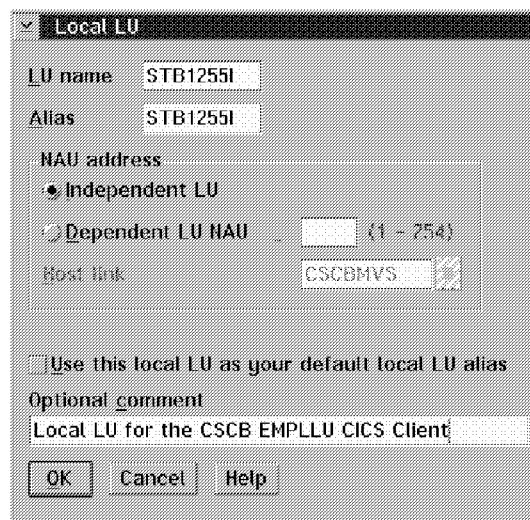 Local LU
LU name STB1255I
Alias STB1255I
NAU address
Independent LU
Dependent LU NAU (1 - 254)
Host link CSCBMVS
Use this local LU as your default local LU alias
Optional comment
Local LU for the CSCB EMPLLU CICS Client
OK Cancel Help